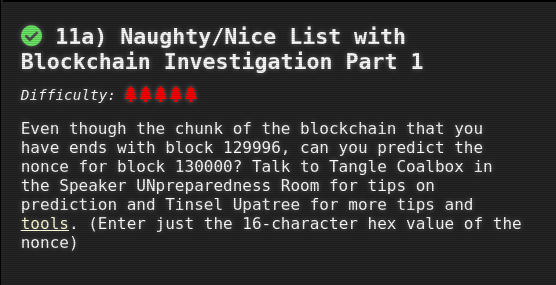 11a) Naughty/Nice List with
Blockchain Investigation Part 1
Difficulty:
Even though the chunk of the blockchain that you
have ends with block 129996, can you predict the
nonce for block 130000? Talk to Tangle Coalbox in
the Speaker UNpreparedness Room for tips on
prediction and Tinsel Upatree for more tips and
tools. (Enter just the 16-character hex value of the
nonce)